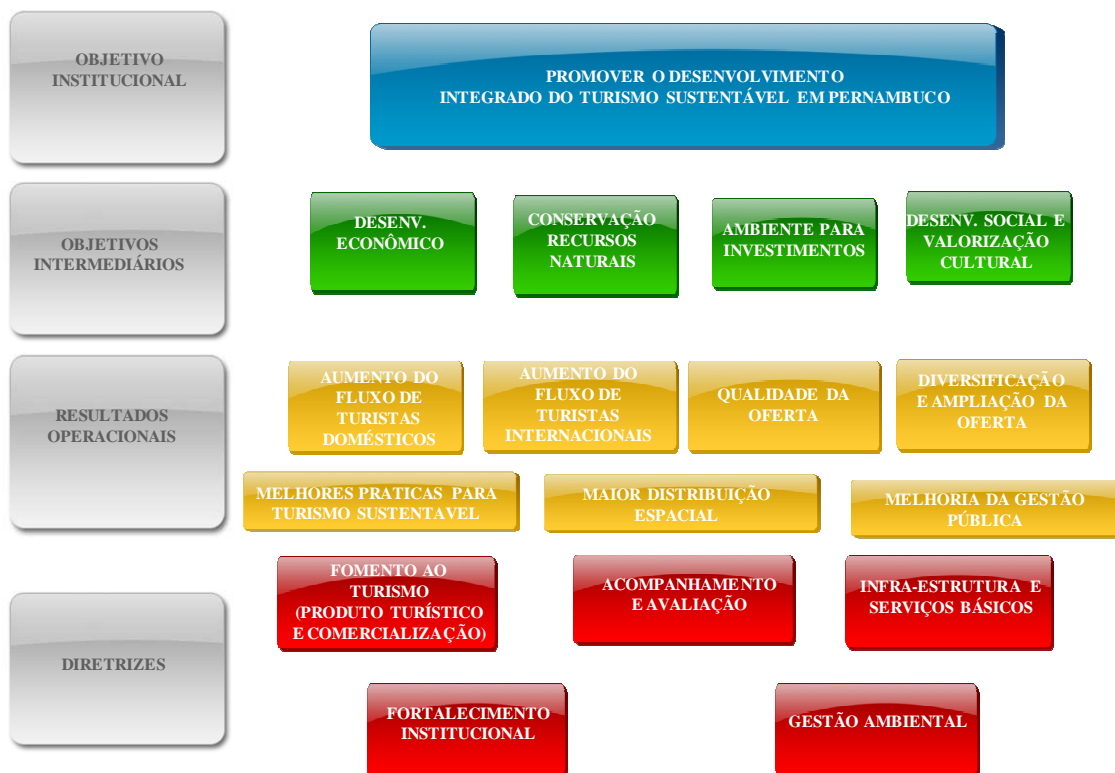 OBJETIVO
INSTITUCIONAL
PROMOVER O DESENVOLVIMENTO
INTEGRADO DO TURISMO SUSTENTÁVEL EM PERNAMBUCO
OBJETIVOS
INTERMEDIÁRIOS
DESENV.
ECONÔMICO
CONSERVAÇÃO
RECURSOS
NATURAIS
AMBIENTE PARA
INVESTIMENTOS
DESENV. SOCIAL E
VALORIZAÇÃO
CULTURAL
RESULTADOS
OPERACIONAIS
AUMENTO DO
FLUXO DE
TURISTAS
DOMÉSTICOS
AUMENTO DO
FLUXO DE
TURISTAS
INTERNACIONAIS
QUALIDADE DA
OFERTA
DIVERSIFICAÇÃO
E AMPLIAÇÃO DA
OFERTA
MELHORES PRATICAS PARA
TURISMO SUSTENTAVEL
MAIOR DISTRIBUIÇÃO
ESPACIAL
MELHORIA DA GESTÃO
PÚBLICA
DIRETRIZES
FOMENTO AO
TURISMO
(PRODUTO TURÍSTICO
E COMERCIALIZAÇÃO)
ACOMPANHAMENTO
E AVALIAÇÃO
INFRA-ESTRUTURA E
SERVIÇOS BÁSICOS
FORTALECIMENTO
INSTITUCIONAL
GESTÃO AMBIENTAL